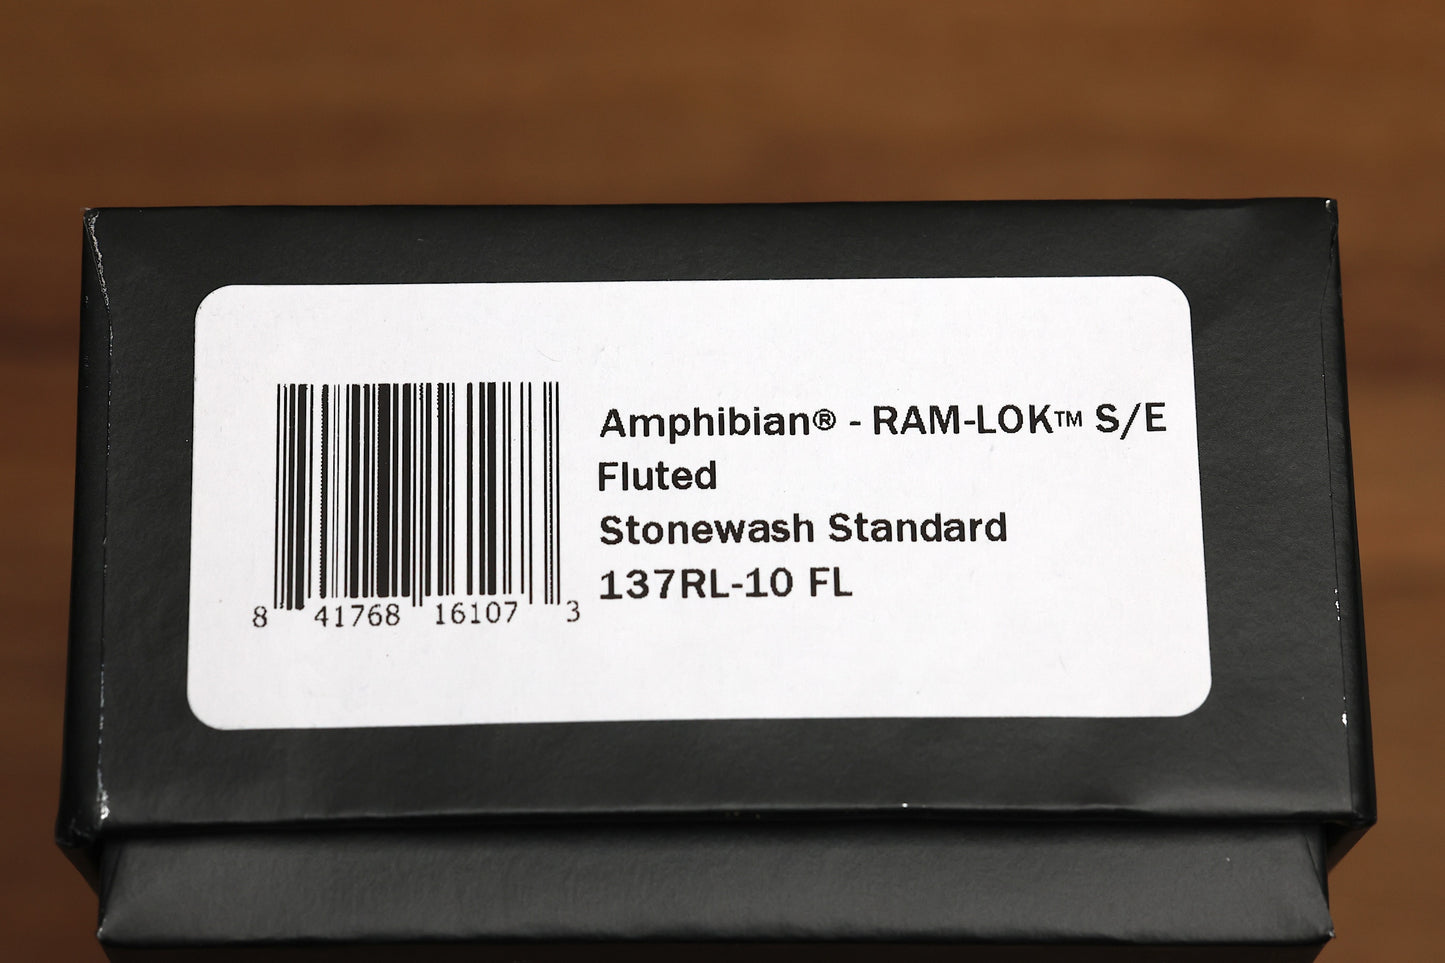 Amphibian® - RAM-LOK™ S/E
Fluted
Stonewash Standard
137RL-10 FL
8 41768 16107 3